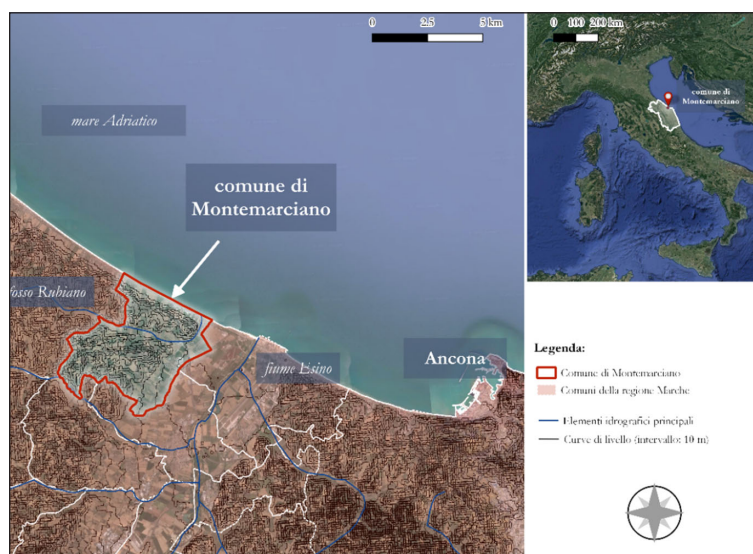 0 2.5 5 km
mare Adriatico
comune di
Montemarciano
fosso Rubiano
fiume Esino
Ancona
0 100 200 km
comune di
Montemarciano
Legenda:
Comune di Montemarciano
Comuni della regione Marche
Elementi idrografici principali
Curve di livello (intervallo: 10 m)